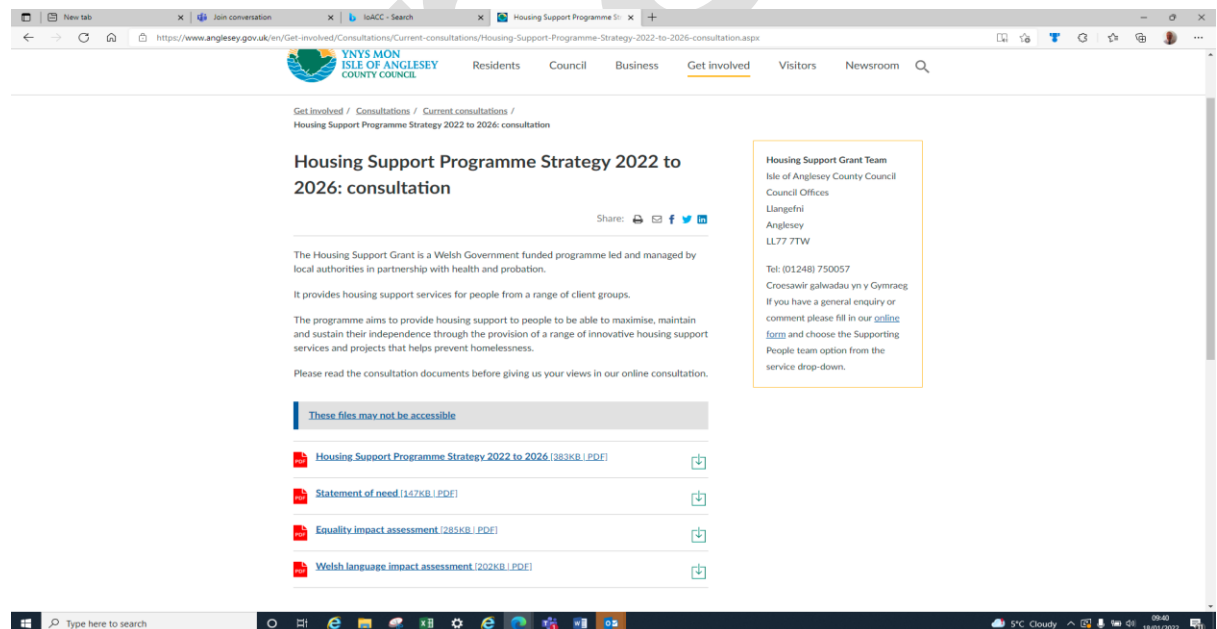 New tab
Join conversation
IoACC - Search
Housing Support Programme St
https://www.anglesey.gov.uk/en/Get-involved/Consultations/Current-consultations/Housing-Support-Programme-Strategy-2022-to-2026-consultation.aspx
YNYS MON
ISLE OF ANGLESEY
COUNTY COUNCIL
Residents Council Business Get involved Visitors Newsroom
Get involved / Consultations / Current consultations /
Housing Support Programme Strategy 2022 to 2026: consultation
Housing Support Programme Strategy 2022 to
2026: consultation
Share:
The Housing Support Grant is a Welsh Government funded programme led and managed by
local authorities in partnership with health and probation.
It provides housing support services for people from a range of client groups.
The programme aims to provide housing support to people to be able to maximise, maintain
and sustain their independence through the provision of a range of innovative housing support
services and projects that helps prevent homelessness.
Please read the consultation documents before giving us your views in our online consultation.
These files may not be accessible
PDF Housing Support Programme Strategy 2022 to 2026 [383KB | PDF]
PDF Statement of need [147KB | PDF]
PDF Equality impact assessment [285KB | PDF]
PDF Welsh language impact assessment [202KB | PDF]
Housing Support Grant Team
Isle of Anglesey County Council
Council Offices
Llangefni
Anglesey
LL77 7TW
Tel: (01248) 750057
Croesawir galwadau yn y Gymraeg
If you have a general enquiry or
comment please fill in our online
form and choose the Supporting
People team option from the
service drop-down.
Type here to search
5°C Cloudy
09:40
18/01/2022